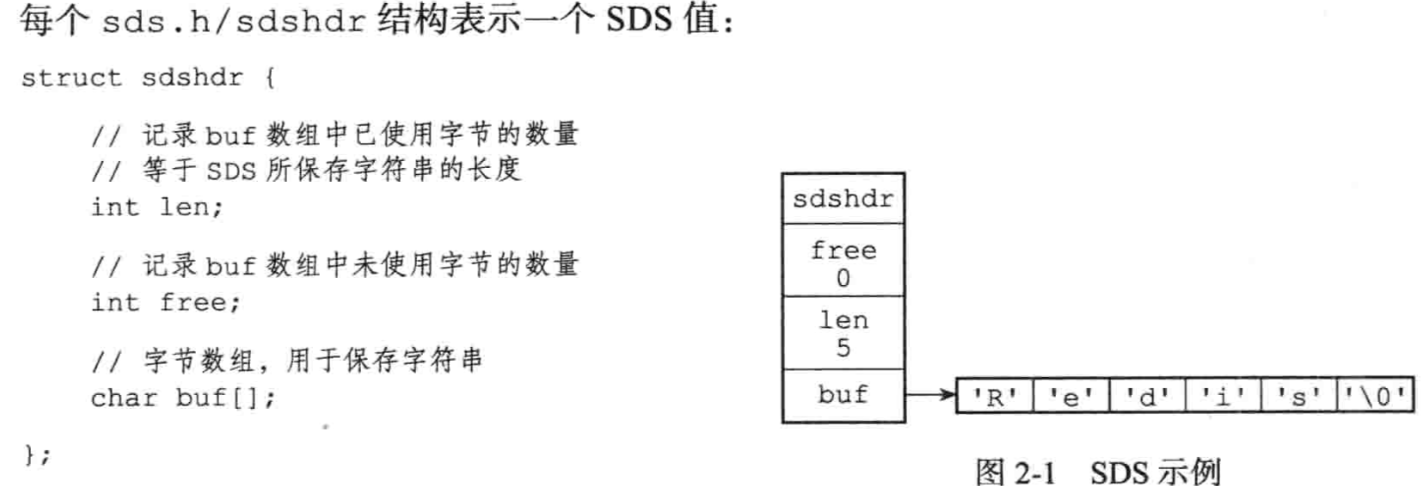 每个 sds.h/sdshdr 结构表示一个 SDS 值：
struct sdshdr {
// 记录 buf 数组中已使用字节的数量
// 等于 SDS 所保存字符串的长度
int len;
// 记录 buf 数组中未使用字节的数量
int free;
// 字节数组，用于保存字符串
char buf[];
};
sdshdr
free
0
len
5
buf
'R' 'e' 'd' 'i' 's' '\0'
图 2-1 SDS 示例